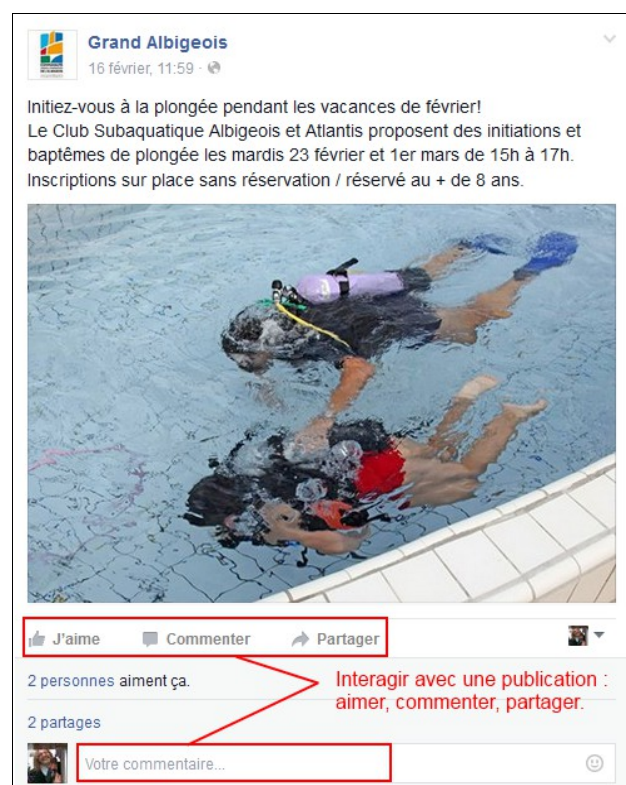 Grand Albigeois
16 février, 11:59 ·
Initiez-vous à la plongée pendant les vacances de février!
Le Club Subaquatique Albigeois et Atlantis proposent des initiations et
baptêmes de plongée les mardis 23 février et 1er mars de 15h à 17h.
Inscriptions sur place sans réservation / réservé au + de 8 ans.
J'aime Commenter Partager
2 personnes aiment ça.
Interagir avec une publication :
aimer, commenter, partager.
2 partages
Votre commentaire...